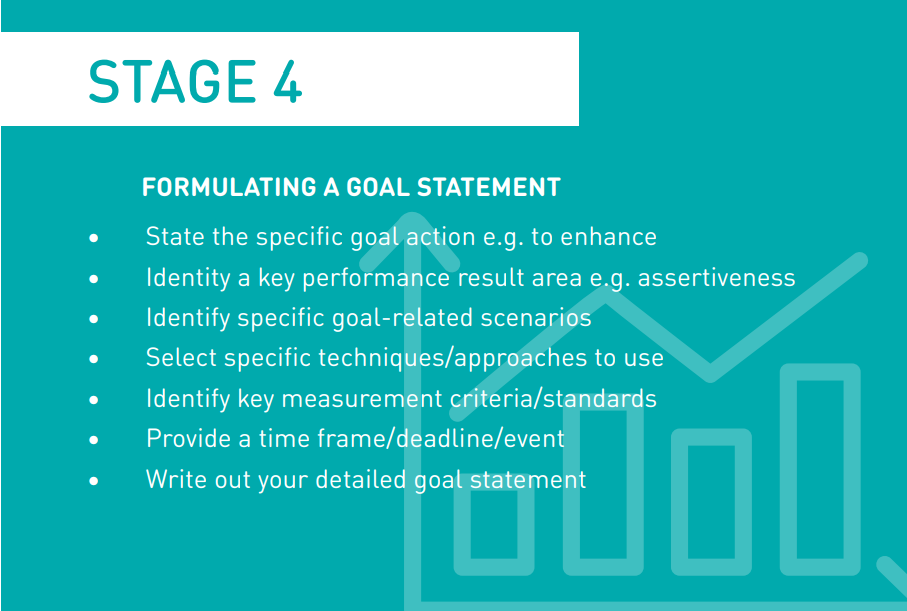 STAGE 4
FORMULATING A GOAL STATEMENT
• State the specific goal action e.g. to enhance
• Identity a key performance result area e.g. assertiveness
• Identify specific goal-related scenarios
• Select specific techniques/approaches to use
• Identify key measurement criteria/standards
• Provide a time frame/deadline/event
• Write out your detailed goal statement